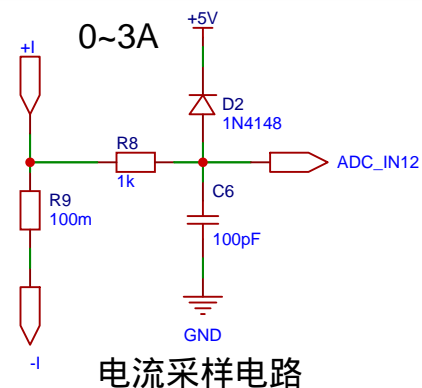 +I
0~3A
+5V
D2
1N4148
R8
1k
ADC_IN12
R9
100m
C6
100pF
GND
-I
电流采样电路